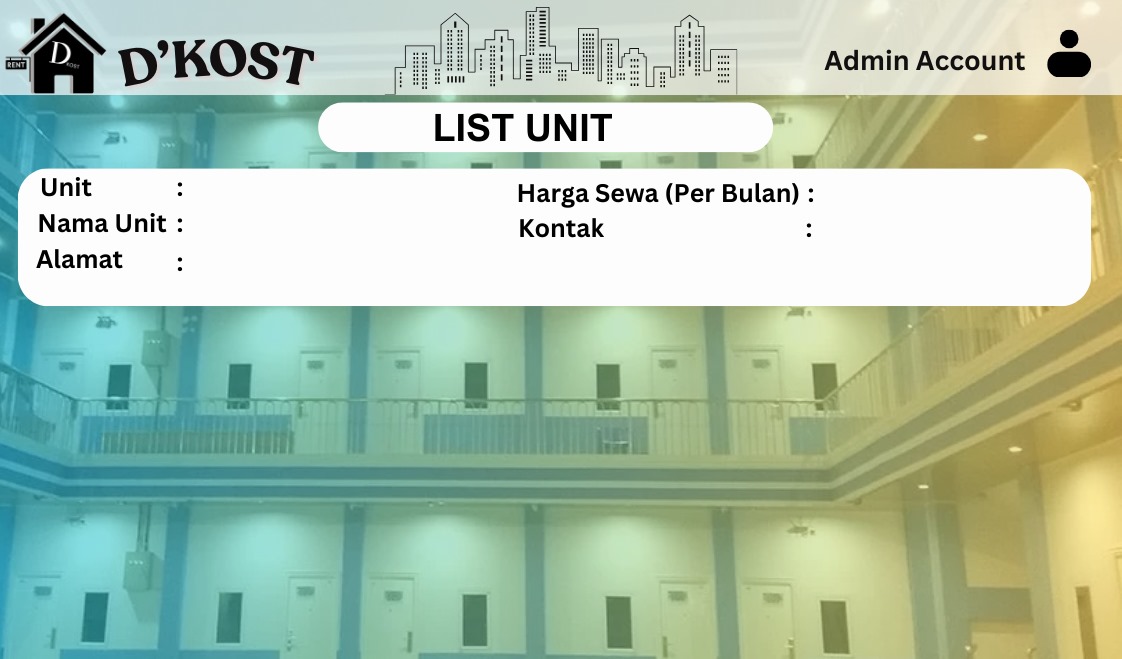 RENT
D
KOST
D'KOST
Admin Account
LIST UNIT
Unit :
Nama Unit :
Alamat :
Harga Sewa (Per Bulan) :
Kontak :